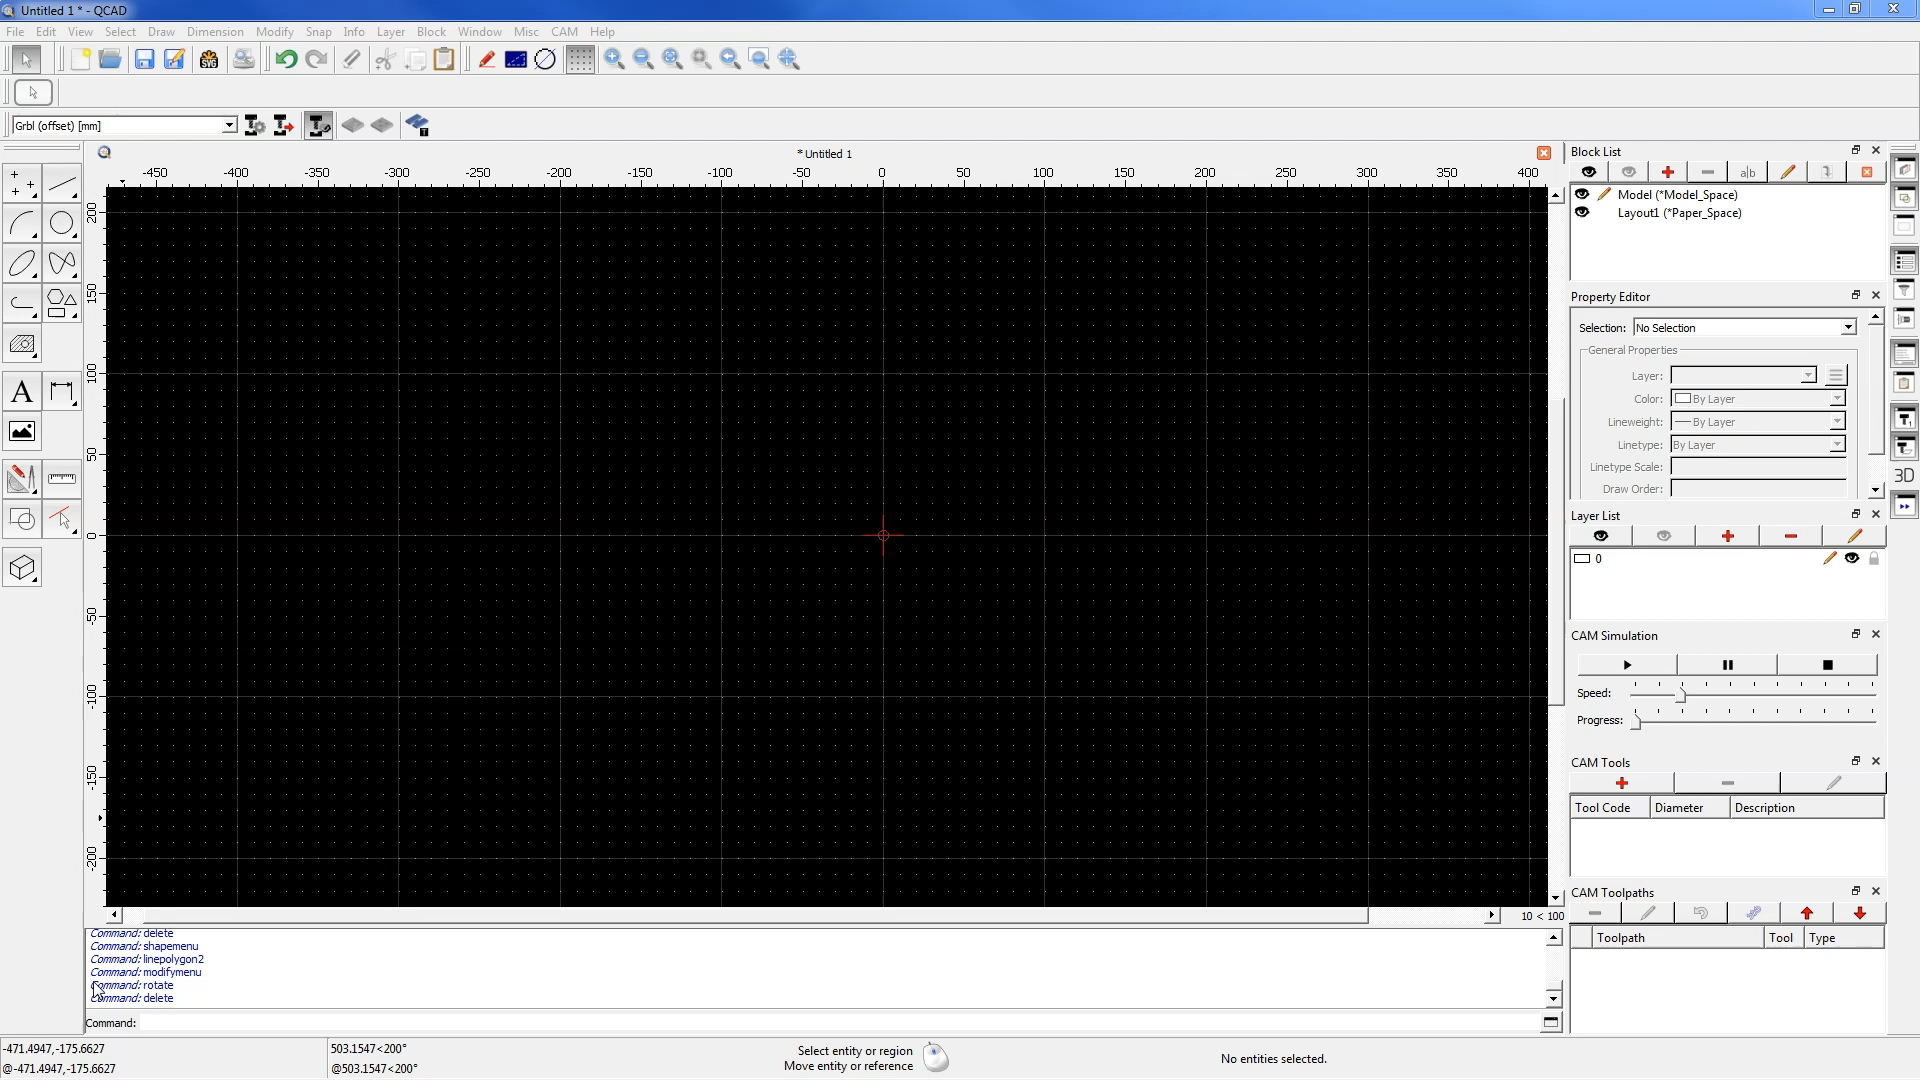 Untitled 1 * - QCAD
File Edit View Select Draw Dimension Modify Snap Info Layer Block Window Misc CAM Help
SVG
Grbl (offset) [mm]
* Untitled 1
-450 -400 -350 -300 -250 -200 -150 -100 -50 0 50 100 150 200 250 300 350 400
200
150
100
50
0
-50
-100
-150
-200
10 < 100
Command: delete
Command: shapemenu
Command: linepolygon2
Command: modifymenu
Command: rotate
Command: delete
Command:
-471.4947,-175.6627
@-471.4947,-175.6627
503.1547<200°
@503.1547<200°
Select entity or region
Move entity or reference
No entities selected.
Block List
a|b
Model (*Model_Space)
Layout1 (*Paper_Space)
Property Editor
Selection: No Selection
General Properties
Layer:
Color: By Layer
Lineweight: By Layer
Linetype: By Layer
Linetype Scale:
Draw Order:
Layer List
0
CAM Simulation
Speed:
Progress:
CAM Tools
Tool Code Diameter Description
CAM Toolpaths
Toolpath Tool Type
3D